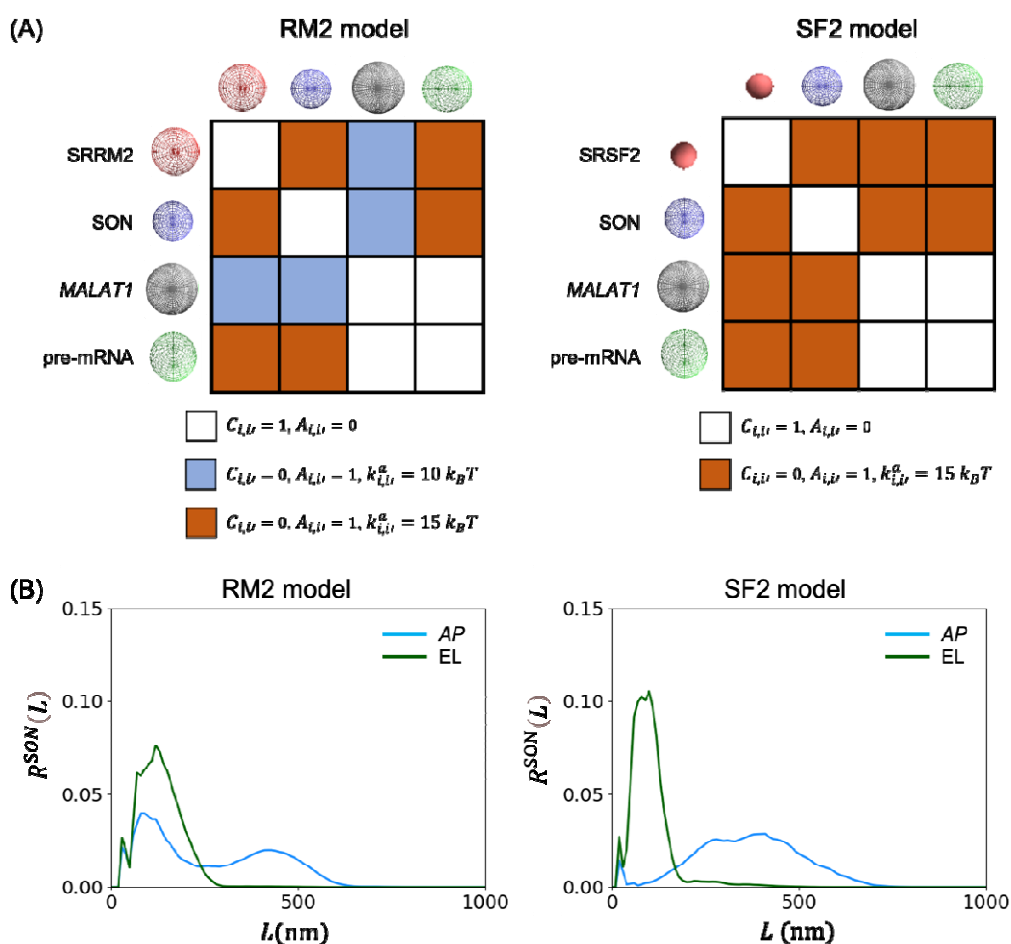 (A)
RM2 model
SF2 model
SRRM2
SON
MALAT1
pre-mRNA
SRSF2
SON
MALAT1
pre-mRNA
C_{i,i′} = 1, A_{i,i′} = 0
C_{i,i′} = 0, A_{i,i′} = 1, k^a_{i,i′} = 10 k_BT
C_{i,i′} = 0, A_{i,i′} = 1, k^a_{i,i′} = 15 k_BT
C_{i,i′} = 1, A_{i,i′} = 0
C_{i,i′} = 0, A_{i,i′} = 1, k^a_{i,i′} = 15 k_BT
(B)
RM2 model
SF2 model
0.15
0.10
0.05
0.00
R^{SON}(L)
AP
EL
0
500
1000
L(nm)
0.15
0.10
0.05
0.00
R^{SON}(L)
AP
EL
0
500
1000
L (nm)